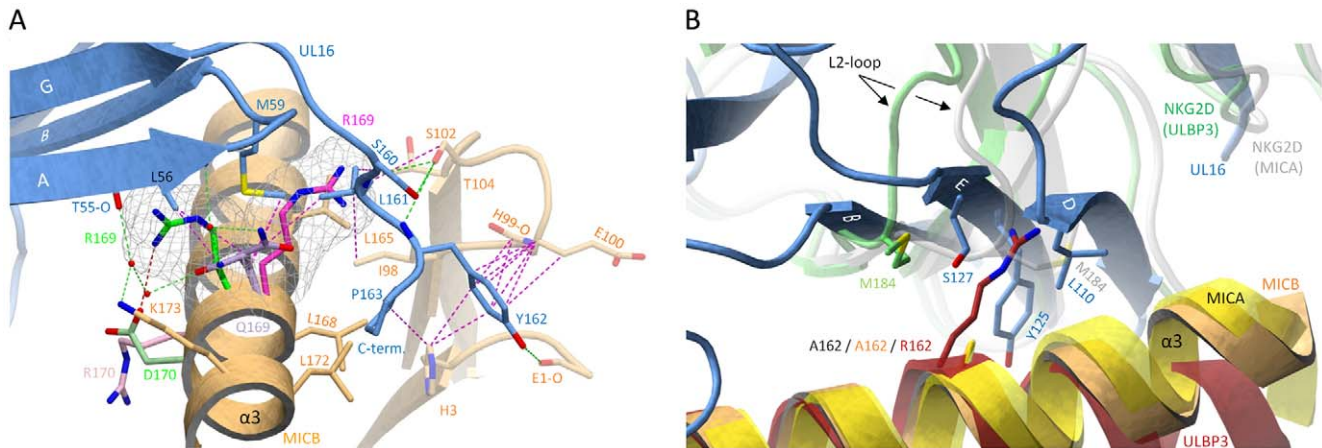 A
UL16
G
B
A
M59
R169
S102
S160
T104
L56
T55-O
L161
H99-O
E100
R169
L165
I98
K173
P163
Q169
L168
Y162
R170
D170
L172
C-term.
E1-O
α3
H3
MICB
B
L2-loop
NKG2D
(ULBP3)
NKG2D
(MICA)
UL16
E
B
D
M184
S127
M184
L110
Y125
MICA
MICB
A162 / A162 / R162
α3
ULBP3